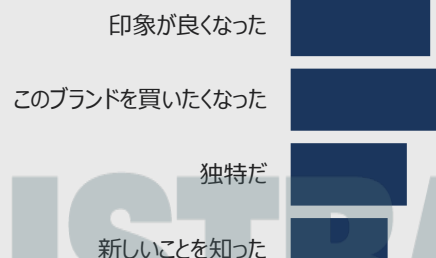 印象が良くなった
このブランドを買いたくなった
独特だ
新しいことを知った
ISTRA